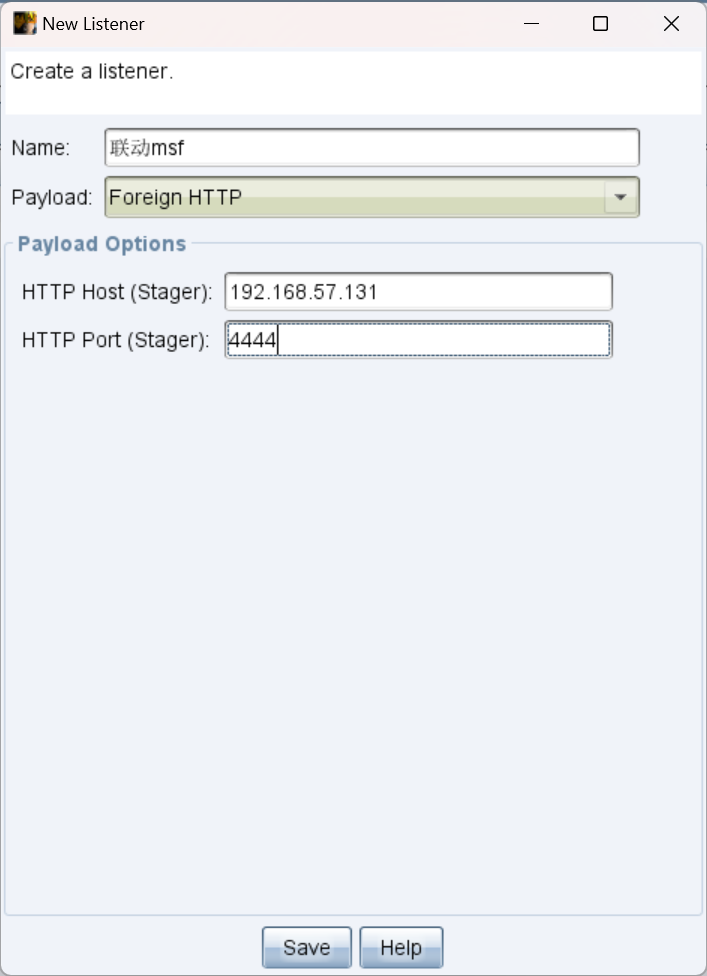 New Listener
Create a listener.
Name: 联动msf
Payload: Foreign HTTP
Payload Options
HTTP Host (Stager): 192.168.57.131
HTTP Port (Stager): 4444
Save Help